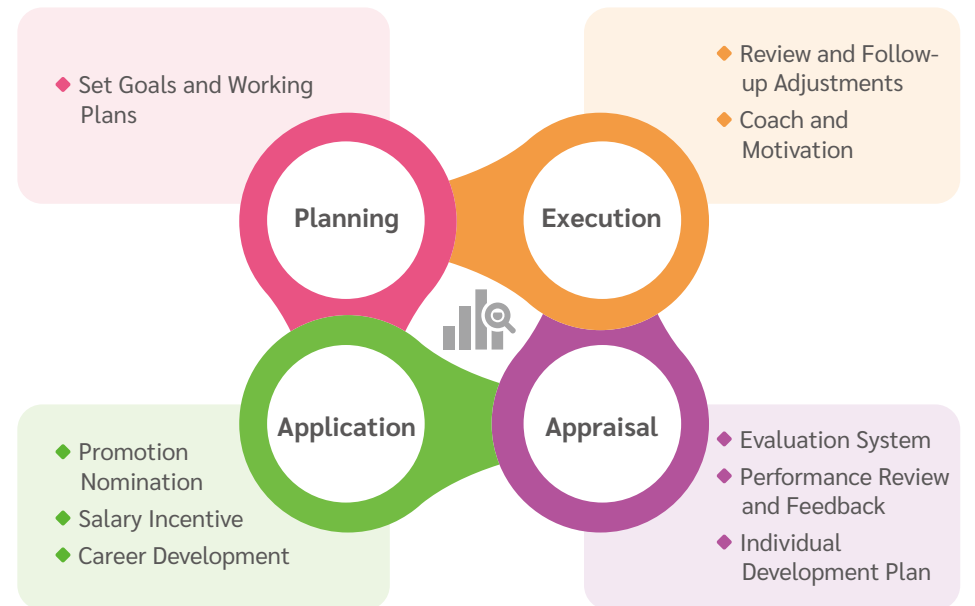 ◆ Set Goals and Working
Plans
Planning
◆ Review and Follow-
up Adjustments
◆ Coach and
Motivation
Execution
Application
◆ Promotion
Nomination
◆ Salary Incentive
◆ Career Development
Appraisal
◆ Evaluation System
◆ Performance Review
and Feedback
◆ Individual
Development Plan